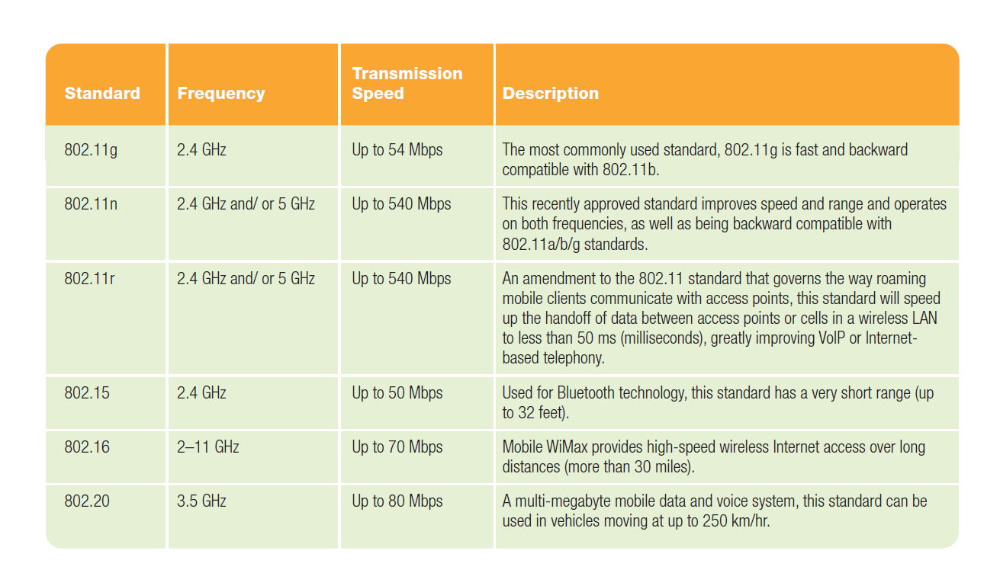 Standard Frequency Transmission Speed Description
802.11g 2.4 GHz Up to 54 Mbps The most commonly used standard, 802.11g is fast and backward
compatible with 802.11b.
802.11n 2.4 GHz and/ or 5 GHz Up to 540 Mbps This recently approved standard improves speed and range and operates
on both frequencies, as well as being backward compatible with
802.11a/b/g standards.
802.11r 2.4 GHz and/ or 5 GHz Up to 540 Mbps An amendment to the 802.11 standard that governs the way roaming
mobile clients communicate with access points, this standard will speed
up the handoff of data between access points or cells in a wireless LAN
to less than 50 ms (milliseconds), greatly improving VoIP or Internet-
based telephony.
802.15 2.4 GHz Up to 50 Mbps Used for Bluetooth technology, this standard has a very short range (up
to 32 feet).
802.16 2–11 GHz Up to 70 Mbps Mobile WiMax provides high-speed wireless Internet access over long
distances (more than 30 miles).
802.20 3.5 GHz Up to 80 Mbps A multi-megabyte mobile data and voice system, this standard can be
used in vehicles moving at up to 250 km/hr.